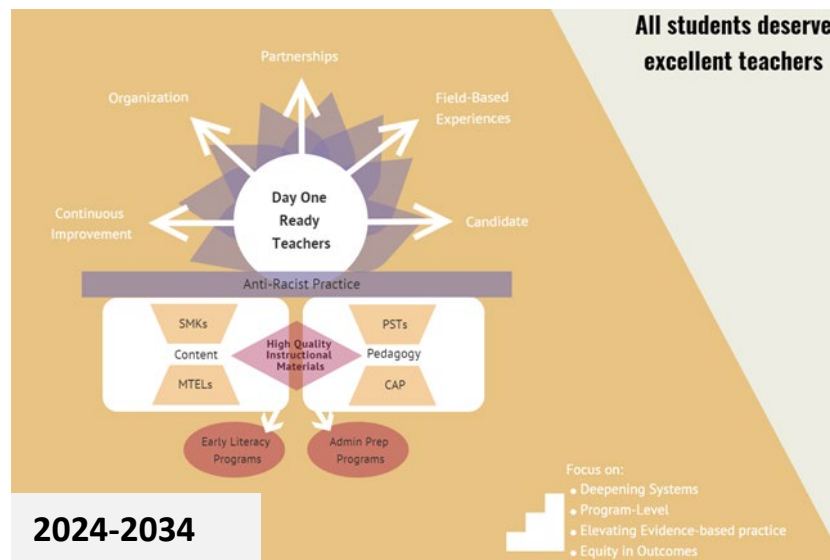 All students deserve
excellent teachers
Partnerships
Organization
Field-Based
Experiences
Day One
Ready
Teachers
Continuous
Improvement
Candidate
Anti-Racist Practice
SMKs
PSTs
Content
High Quality
Instructional
Materials
Pedagogy
MTELs
CAP
Early Literacy
Programs
Admin Prep
Programs
Focus on:
• Deepening Systems
• Program-Level
• Elevating Evidence-based practice
• Equity in Outcomes
2024-2034